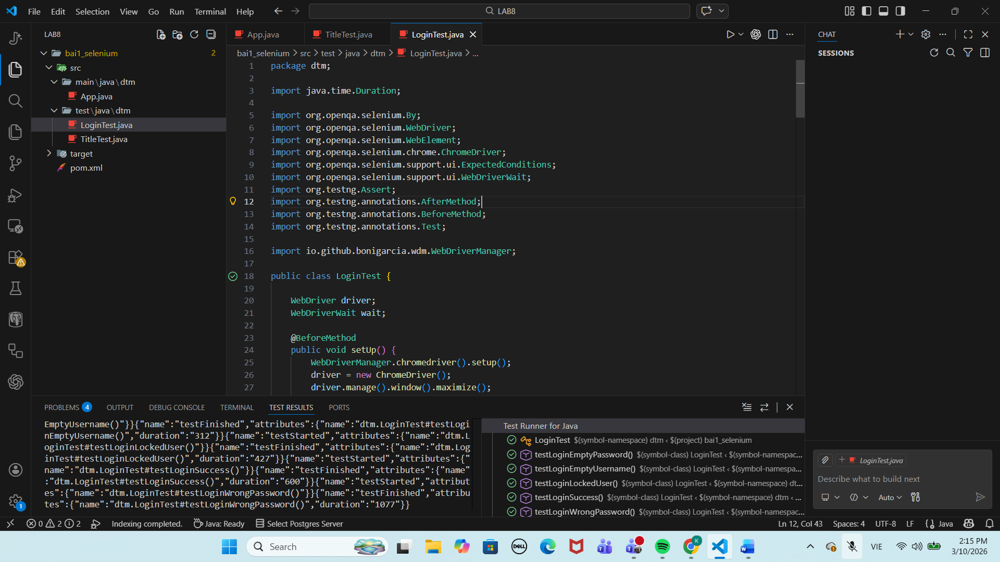 File Edit Selection View Go Run Terminal Help
LAB8
LAB8
bai1_selenium 2
src
main\java\dtm
App.java
test\java\dtm
LoginTest.java
TitleTest.java
target
pom.xml
App.java
TitleTest.java
LoginTest.java
bai1_selenium > src > test > java > dtm > LoginTest.java > ...
1 package dtm;
2
3 import java.time.Duration;
4
5 import org.openqa.selenium.By;
6 import org.openqa.selenium.WebDriver;
7 import org.openqa.selenium.WebElement;
8 import org.openqa.selenium.chrome.ChromeDriver;
9 import org.openqa.selenium.support.ui.ExpectedConditions;
10 import org.openqa.selenium.support.ui.WebDriverWait;
11 import org.testng.Assert;
12 import org.testng.annotations.AfterMethod;
13 import org.testng.annotations.BeforeMethod;
14 import org.testng.annotations.Test;
15
16 import io.github.bonigarcia.wdm.WebDriverManager;
17
18 public class LoginTest {
19
20 WebDriver driver;
21 WebDriverWait wait;
22
23 @BeforeMethod
24 public void setUp() {
25 WebDriverManager.chromedriver().setup();
26 driver = new ChromeDriver();
27 driver.manage().window().maximize();
PROBLEMS 4 OUTPUT DEBUG CONSOLE TERMINAL TEST RESULTS PORTS
EmptyUsername()"}}{"name":"testFinished","attributes":{"name":"dtm.LoginTest#testLogi
nEmptyUsername()","duration":"312"}}{"name":"testStarted","attributes":{"name":"dtm.L
oginTest#testLoginLockedUser()"}}{"name":"testFinished","attributes":{"name":"dtm.Log
inTest#testLoginLockedUser()","duration":"427"}}{"name":"testStarted","attributes":{"
name":"dtm.LoginTest#testLoginSuccess()"}}{"name":"testFinished","attributes":{"name"
:"dtm.LoginTest#testLoginSuccess()","duration":"600"}}{"name":"testStarted","attribut
es":{"name":"dtm.LoginTest#testLoginWrongPassword()"}}{"name":"testFinished","attribu
tes":{"name":"dtm.LoginTest#testLoginWrongPassword()","duration":"1077"}}
Test Runner for Java
LoginTest $(symbol-namespace) dtm ‹ $(project) bai1_selenium
testLoginEmptyPassword() $(symbol-class) LoginTest ‹ $(symbol-namespac...
testLoginEmptyUsername() $(symbol-class) LoginTest ‹ $(symbol-namespa...
testLoginLockedUser() $(symbol-class) LoginTest ‹ $(symbol-namespace) dt...
testLoginSuccess() $(symbol-class) LoginTest ‹ $(symbol-namespace) dtm ‹ ...
testLoginWrongPassword() $(symbol-class) LoginTest ‹ $(symbol-namespac...
CHAT
SESSIONS
LoginTest.java
Describe what to build next
Auto
1
0 2 2 Indexing completed. Java: Ready Select Postgres Server
Ln 12, Col 43 Spaces: 4 UTF-8 LF Java
Search
DELL
K
VIE
2:15 PM
3/10/2026